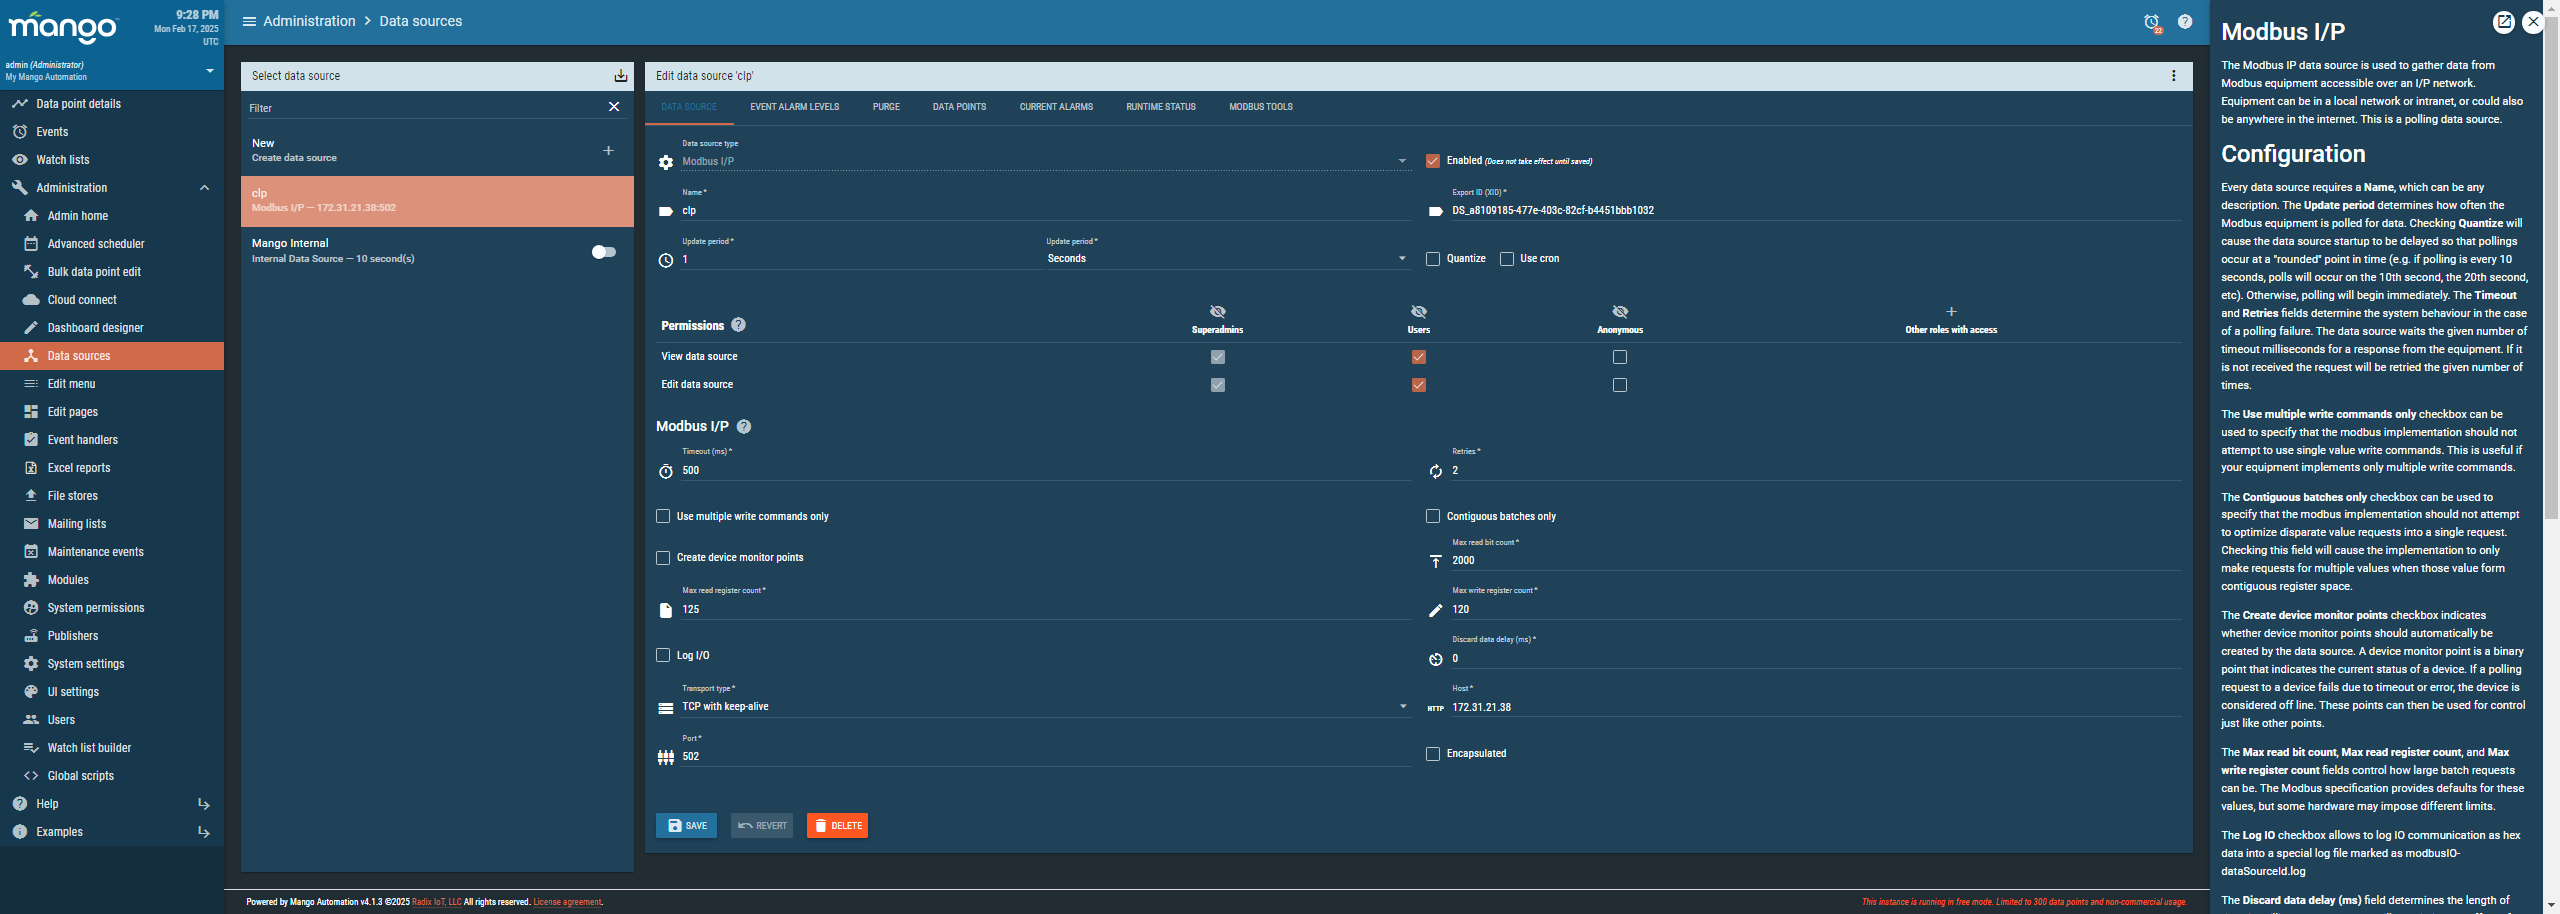 mango
9:28 PM
Mon Feb 17, 2025
UTC
admin (Administrator)
My Mango Automation
Data point details
Events
Watch lists
Administration
Admin home
Advanced scheduler
Bulk data point edit
Cloud connect
Dashboard designer
Data sources
Edit menu
Edit pages
Event handlers
Excel reports
File stores
Mailing lists
Maintenance events
Modules
System permissions
Publishers
System settings
UI settings
Users
Watch list builder
Global scripts
Help
Examples
Administration > Data sources
22
Select data source
Filter
New
Create data source
clp
Modbus I/P — 172.31.21.38:502
Mango Internal
Internal Data Source — 10 second(s)
Edit data source 'clp'
DATA SOURCE EVENT ALARM LEVELS PURGE DATA POINTS CURRENT ALARMS RUNTIME STATUS MODBUS TOOLS
Data source type
Modbus I/P
Enabled (Does not take effect until saved)
Name *
clp
Export ID (XID) *
DS_a8109185-477e-403c-82cf-b4451bbb1032
Update period *
1
Update period *
Seconds
Quantize
Use cron
Permissions
Superadmins
Users
Anonymous
Other roles with access
View data source
Edit data source
Modbus I/P
Timeout (ms) *
500
Retries *
2
Use multiple write commands only
Contiguous batches only
Create device monitor points
Max read bit count *
2000
Max read register count *
125
Max write register count *
120
Log I/O
Discard data delay (ms) *
0
Transport type *
TCP with keep-alive
Host *
HTTP 172.31.21.38
Port *
502
Encapsulated
SAVE
REVERT
DELETE
Powered by Mango Automation v4.1.3 ©2025 Radix IoT, LLC All rights reserved. License agreement.
This instance is running in free mode. Limited to 300 data points and non-commercial usage.
Modbus I/P
The Modbus IP data source is used to gather data from
Modbus equipment accessible over an I/P network.
Equipment can be in a local network or intranet, or could also
be anywhere in the internet. This is a polling data source.
Configuration
Every data source requires a Name, which can be any
description. The Update period determines how often the
Modbus equipment is polled for data. Checking Quantize will
cause the data source startup to be delayed so that pollings
occur at a "rounded" point in time (e.g. if polling is every 10
seconds, polls will occur on the 10th second, the 20th second,
etc). Otherwise, polling will begin immediately. The Timeout
and Retries fields determine the system behaviour in the case
of a polling failure. The data source waits the given number of
timeout milliseconds for a response from the equipment. If it
is not received the request will be retried the given number of
times.
The Use multiple write commands only checkbox can be
used to specify that the modbus implementation should not
attempt to use single value write commands. This is useful if
your equipment implements only multiple write commands.
The Contiguous batches only checkbox can be used to
specify that the modbus implementation should not attempt
to optimize disparate value requests into a single request.
Checking this field will cause the implementation to only
make requests for multiple values when those value form
contiguous register space.
The Create device monitor points checkbox indicates
whether device monitor points should automatically be
created by the data source. A device monitor point is a binary
point that indicates the current status of a device. If a polling
request to a device fails due to timeout or error, the device is
considered off line. These points can then be used for control
just like other points.
The Max read bit count, Max read register count, and Max
write register count fields control how large batch requests
can be. The Modbus specification provides defaults for these
values, but some hardware may impose different limits.
The Log IO checkbox allows to log IO communication as hex
data into a special log file marked as modbusIO-
dataSourceId.log
The Discard data delay (ms) field determines the length of